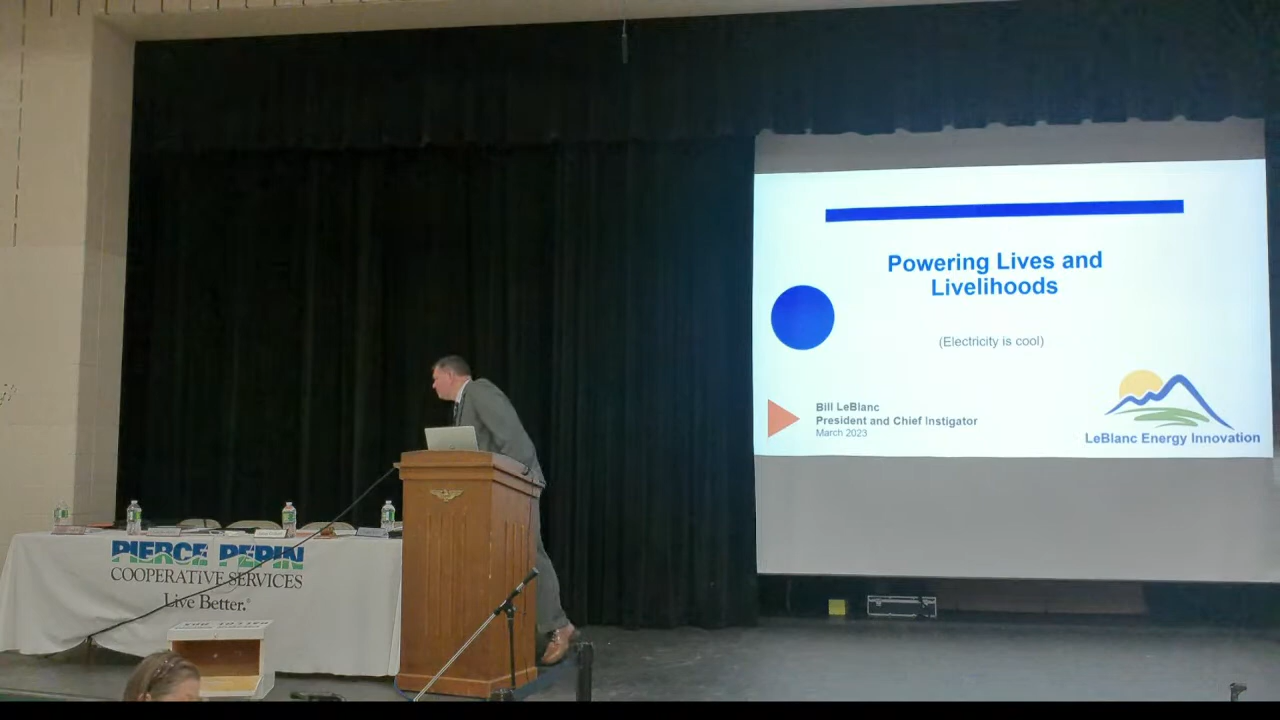 Powering Lives and
Livelihoods
(Electricity is cool)
Bill LeBlanc
President and Chief Instigator
March 2023
LeBlanc Energy Innovation
PIERCE PEPIN
COOPERATIVE SERVICES
Live Better.®